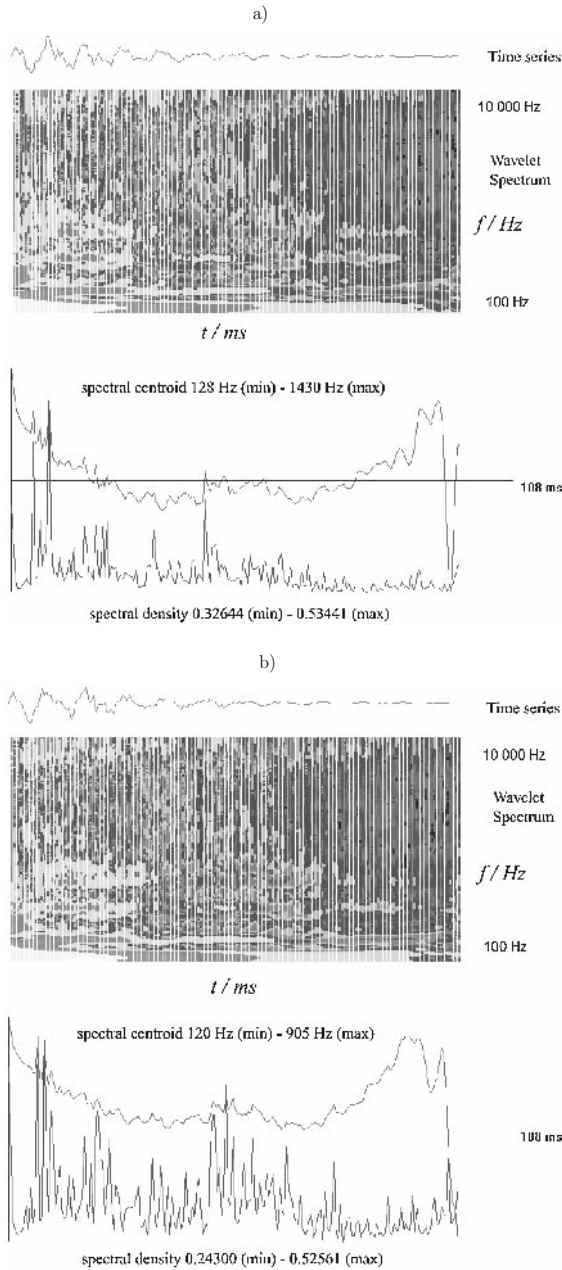 a)
Time series
10 000 Hz
Wavelet
Spectrum
f / Hz
100 Hz
t / ms
spectral centroid 128 Hz (min) - 1430 Hz (max)
108 ms
spectral density 0.32644 (min) - 0.53441 (max)
b)
Time series
10 000 Hz
Wavelet
Spectrum
f / Hz
100 Hz
t / ms
spectral centroid 120 Hz (min) - 905 Hz (max)
108 ms
spectral density 0.24300 (min) - 0.52561 (max)